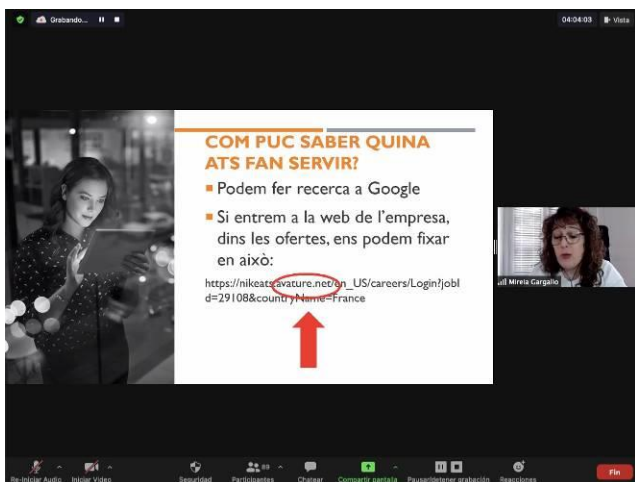 Grabando...
04:04:03
Vista
COM PUC SABER QUINA
ATS FAN SERVIR?
Podem fer recerca a Google
Si entrem a la web de l'empresa,
dins les ofertes, ens podem fixar
en això:
https://nikeats.avature.net/en_US/careers/Login?jobI
d=29108&countryName=France
Mireia Gargallo
Re-Iniciar Audio
Iniciar Video
Seguridad
Participantes
89
Chatear
Compartir pantalla
Pausar/detener grabación
Reacciones
Fin